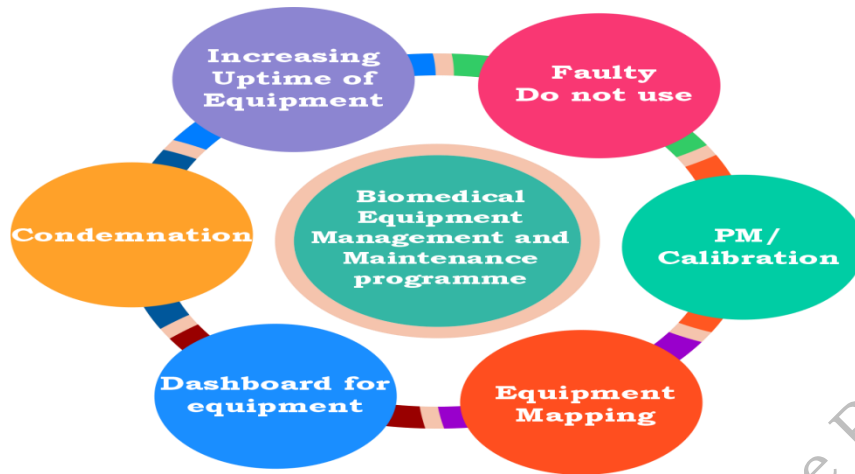 Increasing
Uptime of
Equipment
Faulty
Do not use
PM/
Calibration
Equipment
Mapping
Dashboard for
equipment
Condemnation
Biomedical
Equipment
Management and
Maintenance
programme